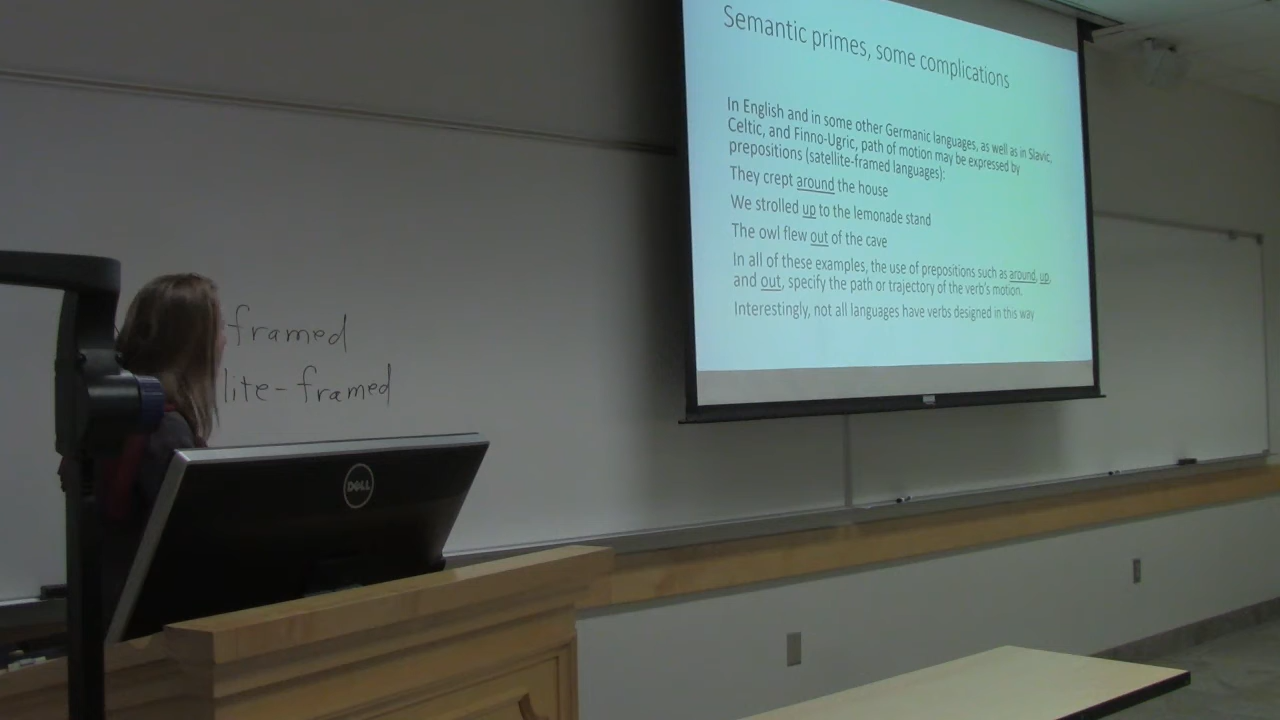 Semantic primes, some complications
In English and in some other Germanic languages, as well as in Slavic,
Celtic, and Finno-Ugric, path of motion may be expressed by
prepositions (satellite-framed languages):
They crept around the house
We strolled up to the lemonade stand
The owl flew out of the cave
In all of these examples, the use of prepositions such as around, up,
and out, specify the path or trajectory of the verb's motion.
Interestingly, not all languages have verbs designed in this way
framed
lite-framed
DELL